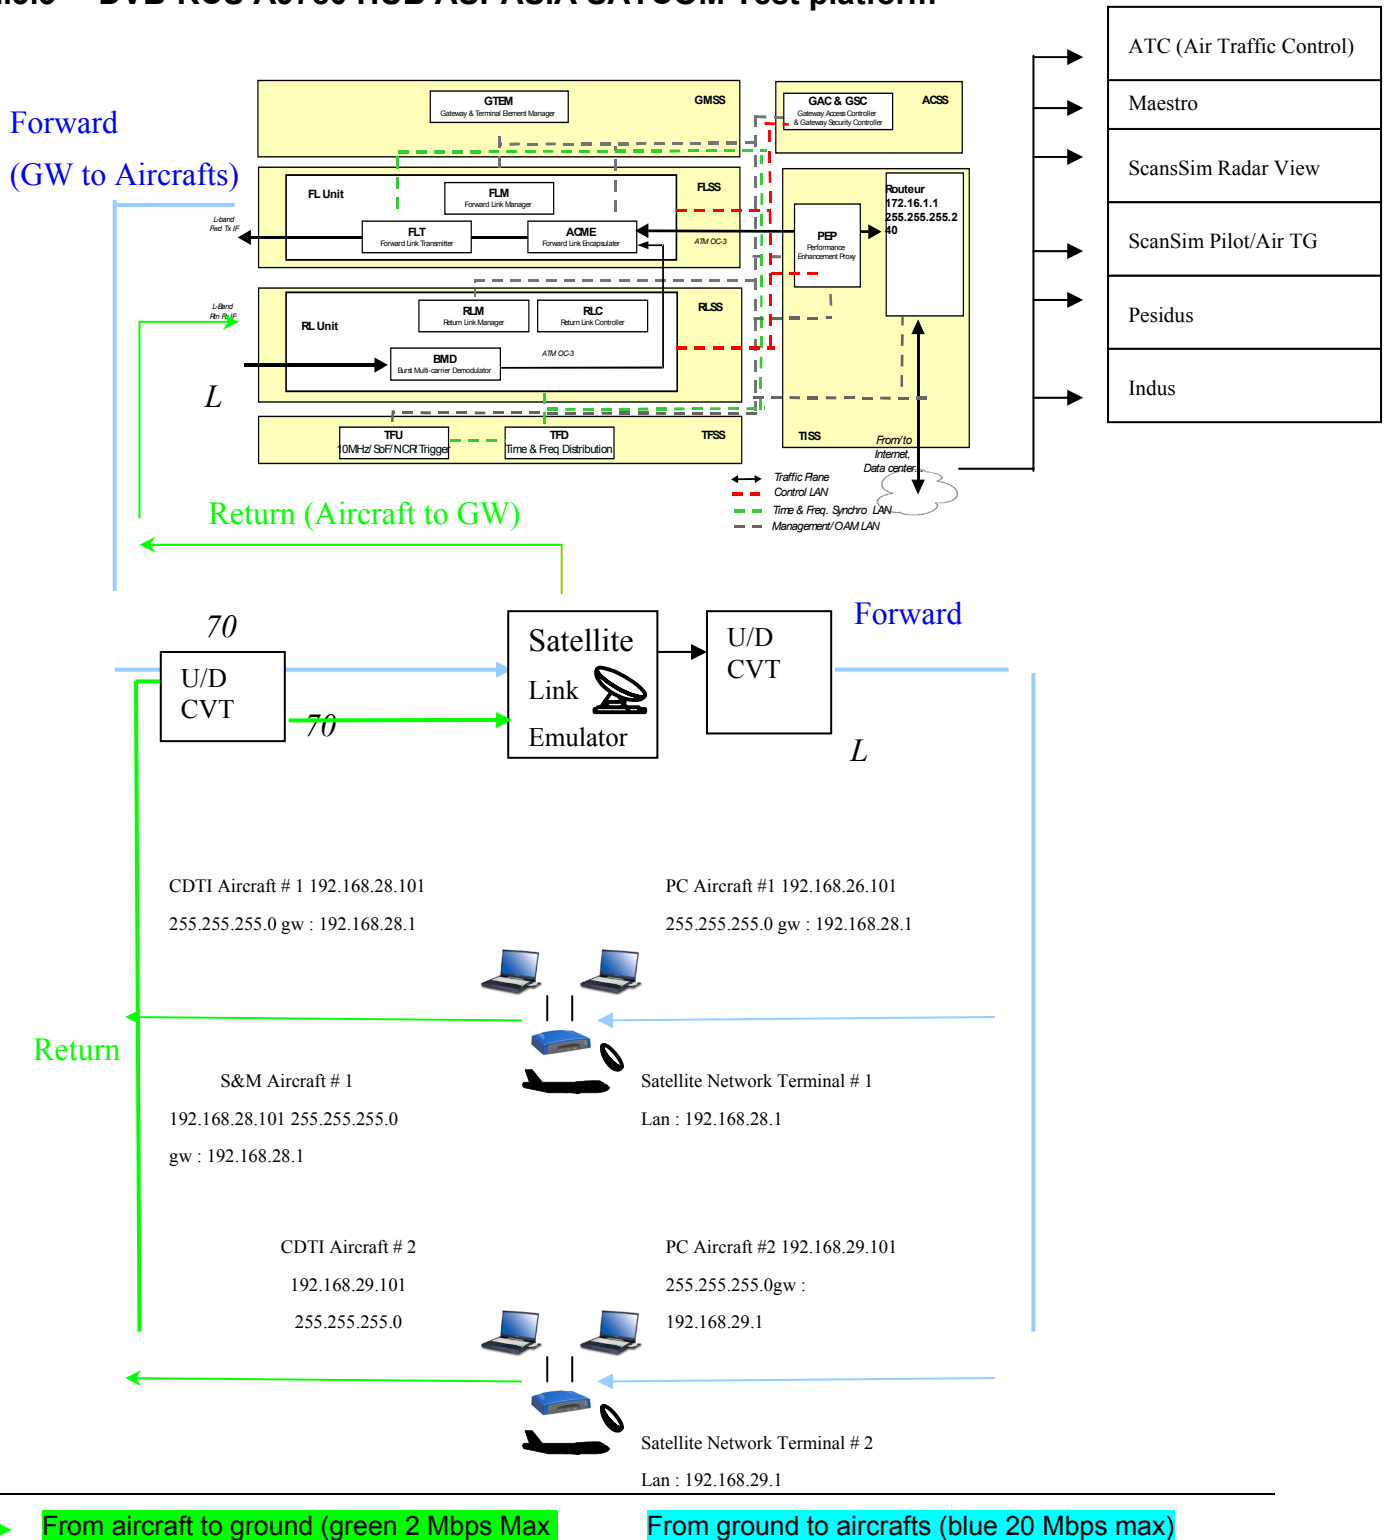 DVB-RCS A9780 HUB ASPASIA SATCOM Test platform
ATC (Air Traffic Control)
Maestro
ScansSim Radar View
ScanSim Pilot/Air TG
Pesidus
Indus
Forward
(GW to Aircrafts)
GTEM
Gateway & Terminal Element Manager
GMSS
GAC & GSC
Gateway Access Controller
& Gateway Security Controller
ACSS
FL Unit
FLM
Forward Link Manager
FLSS
FLT
Forward Link Transmitter
ACME
Forward Link Encapsulater
ATM OC-3
L-band
Fwd Tx IF
PEP
Performance
Enhancement Proxy
Routeur
172.16.1.1
255.255.255.2
40
L-Band
Rtn Rx IF
RL Unit
RLM
Return Link Manager
RLC
Return Link Controller
RLSS
BMD
Burst Multi-carrier Demodulator
ATM OC-3
L
TFU
10MHz/ SoF/ NCR/ Trigger
TFD
Time & Freq Distribution
TFSS
TISS
From/to
Internet,
Data center...
Traffic Plane
Control LAN
Time & Freq. Synchro LAN
Management/ OAM LAN
Return (Aircraft to GW)
70
U/D
CVT
70
Satellite
Link
Emulator
U/D
CVT
Forward
L
CDTI Aircraft # 1 192.168.28.101
255.255.255.0 gw : 192.168.28.1
PC Aircraft #1 192.168.26.101
255.255.255.0 gw : 192.168.28.1
Return
S&M Aircraft # 1
192.168.28.101 255.255.255.0
gw : 192.168.28.1
Satellite Network Terminal # 1
Lan : 192.168.28.1
CDTI Aircraft # 2
192.168.29.101
255.255.255.0
PC Aircraft #2 192.168.29.101
255.255.255.0gw :
192.168.29.1
Satellite Network Terminal # 2
Lan : 192.168.29.1
From aircraft to ground (green 2 Mbps Max
From ground to aircrafts (blue 20 Mbps max)